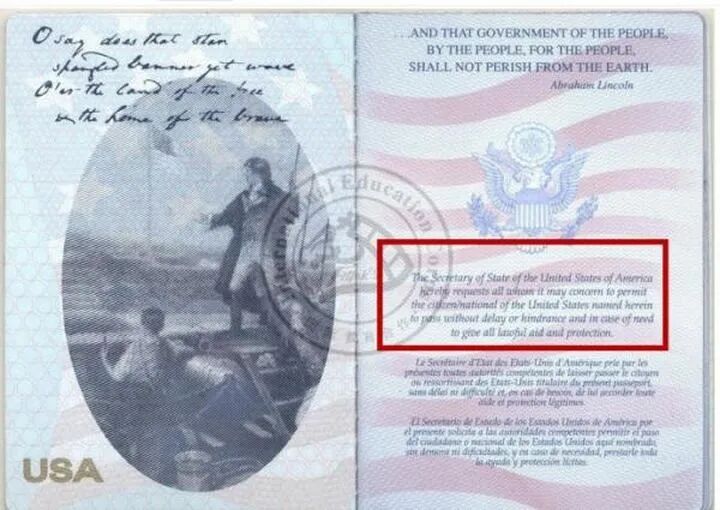 O say does that star
spangled banner yet wave
O'er the land of the free
the home of the brave
USA
...AND THAT GOVERNMENT OF THE PEOPLE,
BY THE PEOPLE, FOR THE PEOPLE,
SHALL NOT PERISH FROM THE EARTH.
Abraham Lincoln
The Secretary of State of the United States of America
hereby requests all whom it may concern to permit
the citizen/national of the United States named herein
to pass without delay or hindrance and in case of need
to give all lawful aid and protection.
Le Secrétaire d'Etat des Etats-Unis d'Amérique prie par les
présentes toutes autorités compétentes de laisser passer le citoyen
ou ressortissant des Etats-Unis titulaire du présent passeport,
sans délai ni difficulté et, en cas de besoin, de lui accorder toute
aide et protection légitimes.
El Secretario de Estado de los Estados Unidos de América por
el presente solicita a las autoridades competentes permitir el paso
del ciudadano o nacional de los Estados Unidos aquí nombrado,
sin demora ni dificultades, y en caso de necesidad, prestarle toda
la ayuda y protección lícitas.